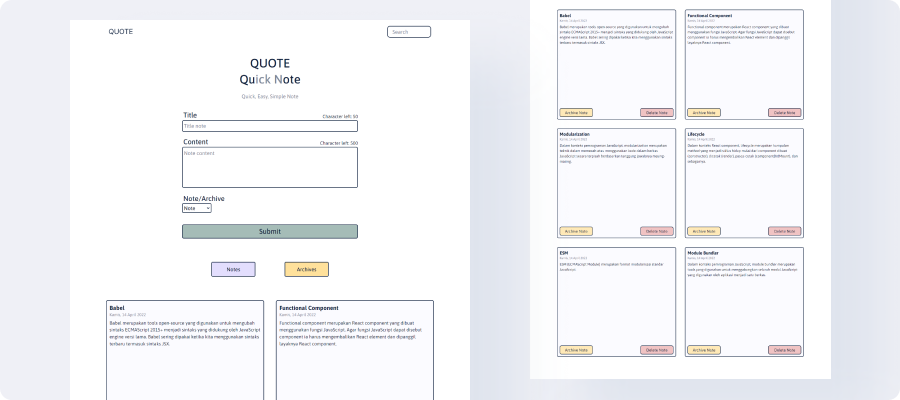 QUOTE
Search
QUOTE
Quick Note
Quick, Easy, Simple Note
Title
Character left: 50
Title note
Content
Character left: 500
Note content
Note/Archive
Note
Submit
Notes
Archives
Babel
Kamis, 14 April 2022
Babel merupakan tools open-source yang digunakan untuk mengubah
sintaks ECMAScript 2015+ menjadi sintaks yang didukung oleh JavaScript
engine versi lama. Babel sering dipakai ketika kita menggunakan sintaks
terbaru termasuk sintaks JSX.
Functional Component
Kamis, 14 April 2022
Functional component merupakan React component yang dibuat
menggunakan fungsi JavaScript. Agar fungsi JavaScript dapat disebut
component ia harus mengembalikan React element dan dipanggil
layaknya React component.
Babel
Kamis, 14 April 2022
Babel merupakan tools open-source yang digunakan untuk mengubah
sintaks ECMAScript 2015+ menjadi sintaks yang didukung oleh JavaScript
engine versi lama. Babel sering dipakai ketika kita menggunakan sintaks
terbaru termasuk sintaks JSX.
Archive Note
Delete Note
Functional Component
Kamis, 14 April 2022
Functional component merupakan React component yang dibuat
menggunakan fungsi JavaScript. Agar fungsi JavaScript dapat disebut
component ia harus mengembalikan React element dan dipanggil
layaknya React component.
Archive Note
Delete Note
Modularization
Kamis, 14 April 2022
Dalam konteks pemrograman JavaScript, modularization merupakan
teknik dalam memecah atau menggunakan kode dalam berkas
JavaScript secara terpisah berdasarkan tanggung jawabnya masing-
masing.
Archive Note
Delete Note
Lifecycle
Kamis, 14 April 2022
Dalam konteks React component, lifecycle merupakan kumpulan
method yang menjadi siklus hidup mulai dari component dibuat
(constructor), dicetak (render), pasca-cetak (componentDidMount), dan
sebagainya.
Archive Note
Delete Note
ESM
Kamis, 14 April 2022
ESM (ECMAScript Module) merupakan format modularisasi standar
JavaScript.
Archive Note
Delete Note
Module Bundler
Kamis, 14 April 2022
Dalam konteks pemrograman JavaScript, module bundler merupakan
tools yang digunakan untuk menggabungkan seluruh modul JavaScript
yang digunakan oleh aplikasi menjadi satu berkas.
Archive Note
Delete Note